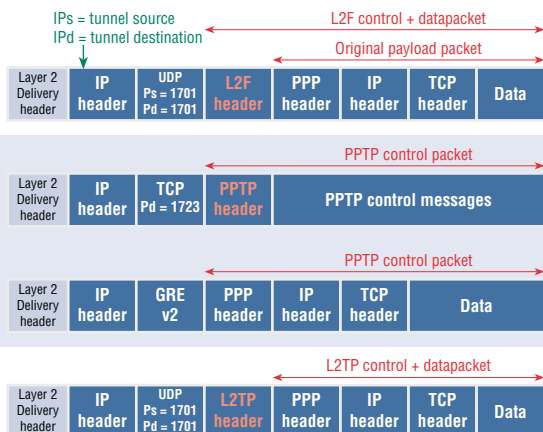 IPs = tunnel source
IPd = tunnel destination
L2F control + datapacket
Original payload packet
Layer 2 Delivery header
IP header
UDP Ps = 1701 Pd = 1701
L2F header
PPP header
IP header
TCP header
Data
PPTP control packet
Layer 2 Delivery header
IP header
TCP Pd = 1723
PPTP header
PPTP control messages
PPTP control packet
Layer 2 Delivery header
IP header
GRE v2
PPP header
IP header
TCP header
Data
L2TP control + datapacket
Layer 2 Delivery header
IP header
UDP Ps = 1701 Pd = 1701
L2TP header
PPP header
IP header
TCP header
Data